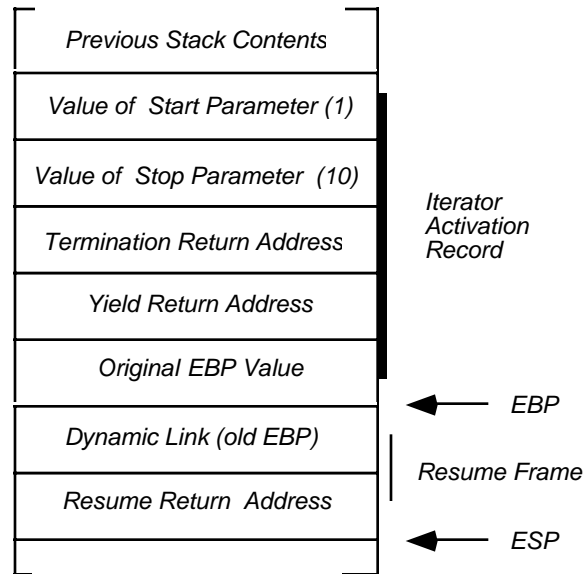 Previous Stack Contents
Value of Start Parameter (1)
Value of Stop Parameter (10)
Iterator
Activation
Record
Termination Return Address
Yield Return Address
Original EBP Value
EBP
Dynamic Link (old EBP)
Resume Frame
Resume Return Address
ESP